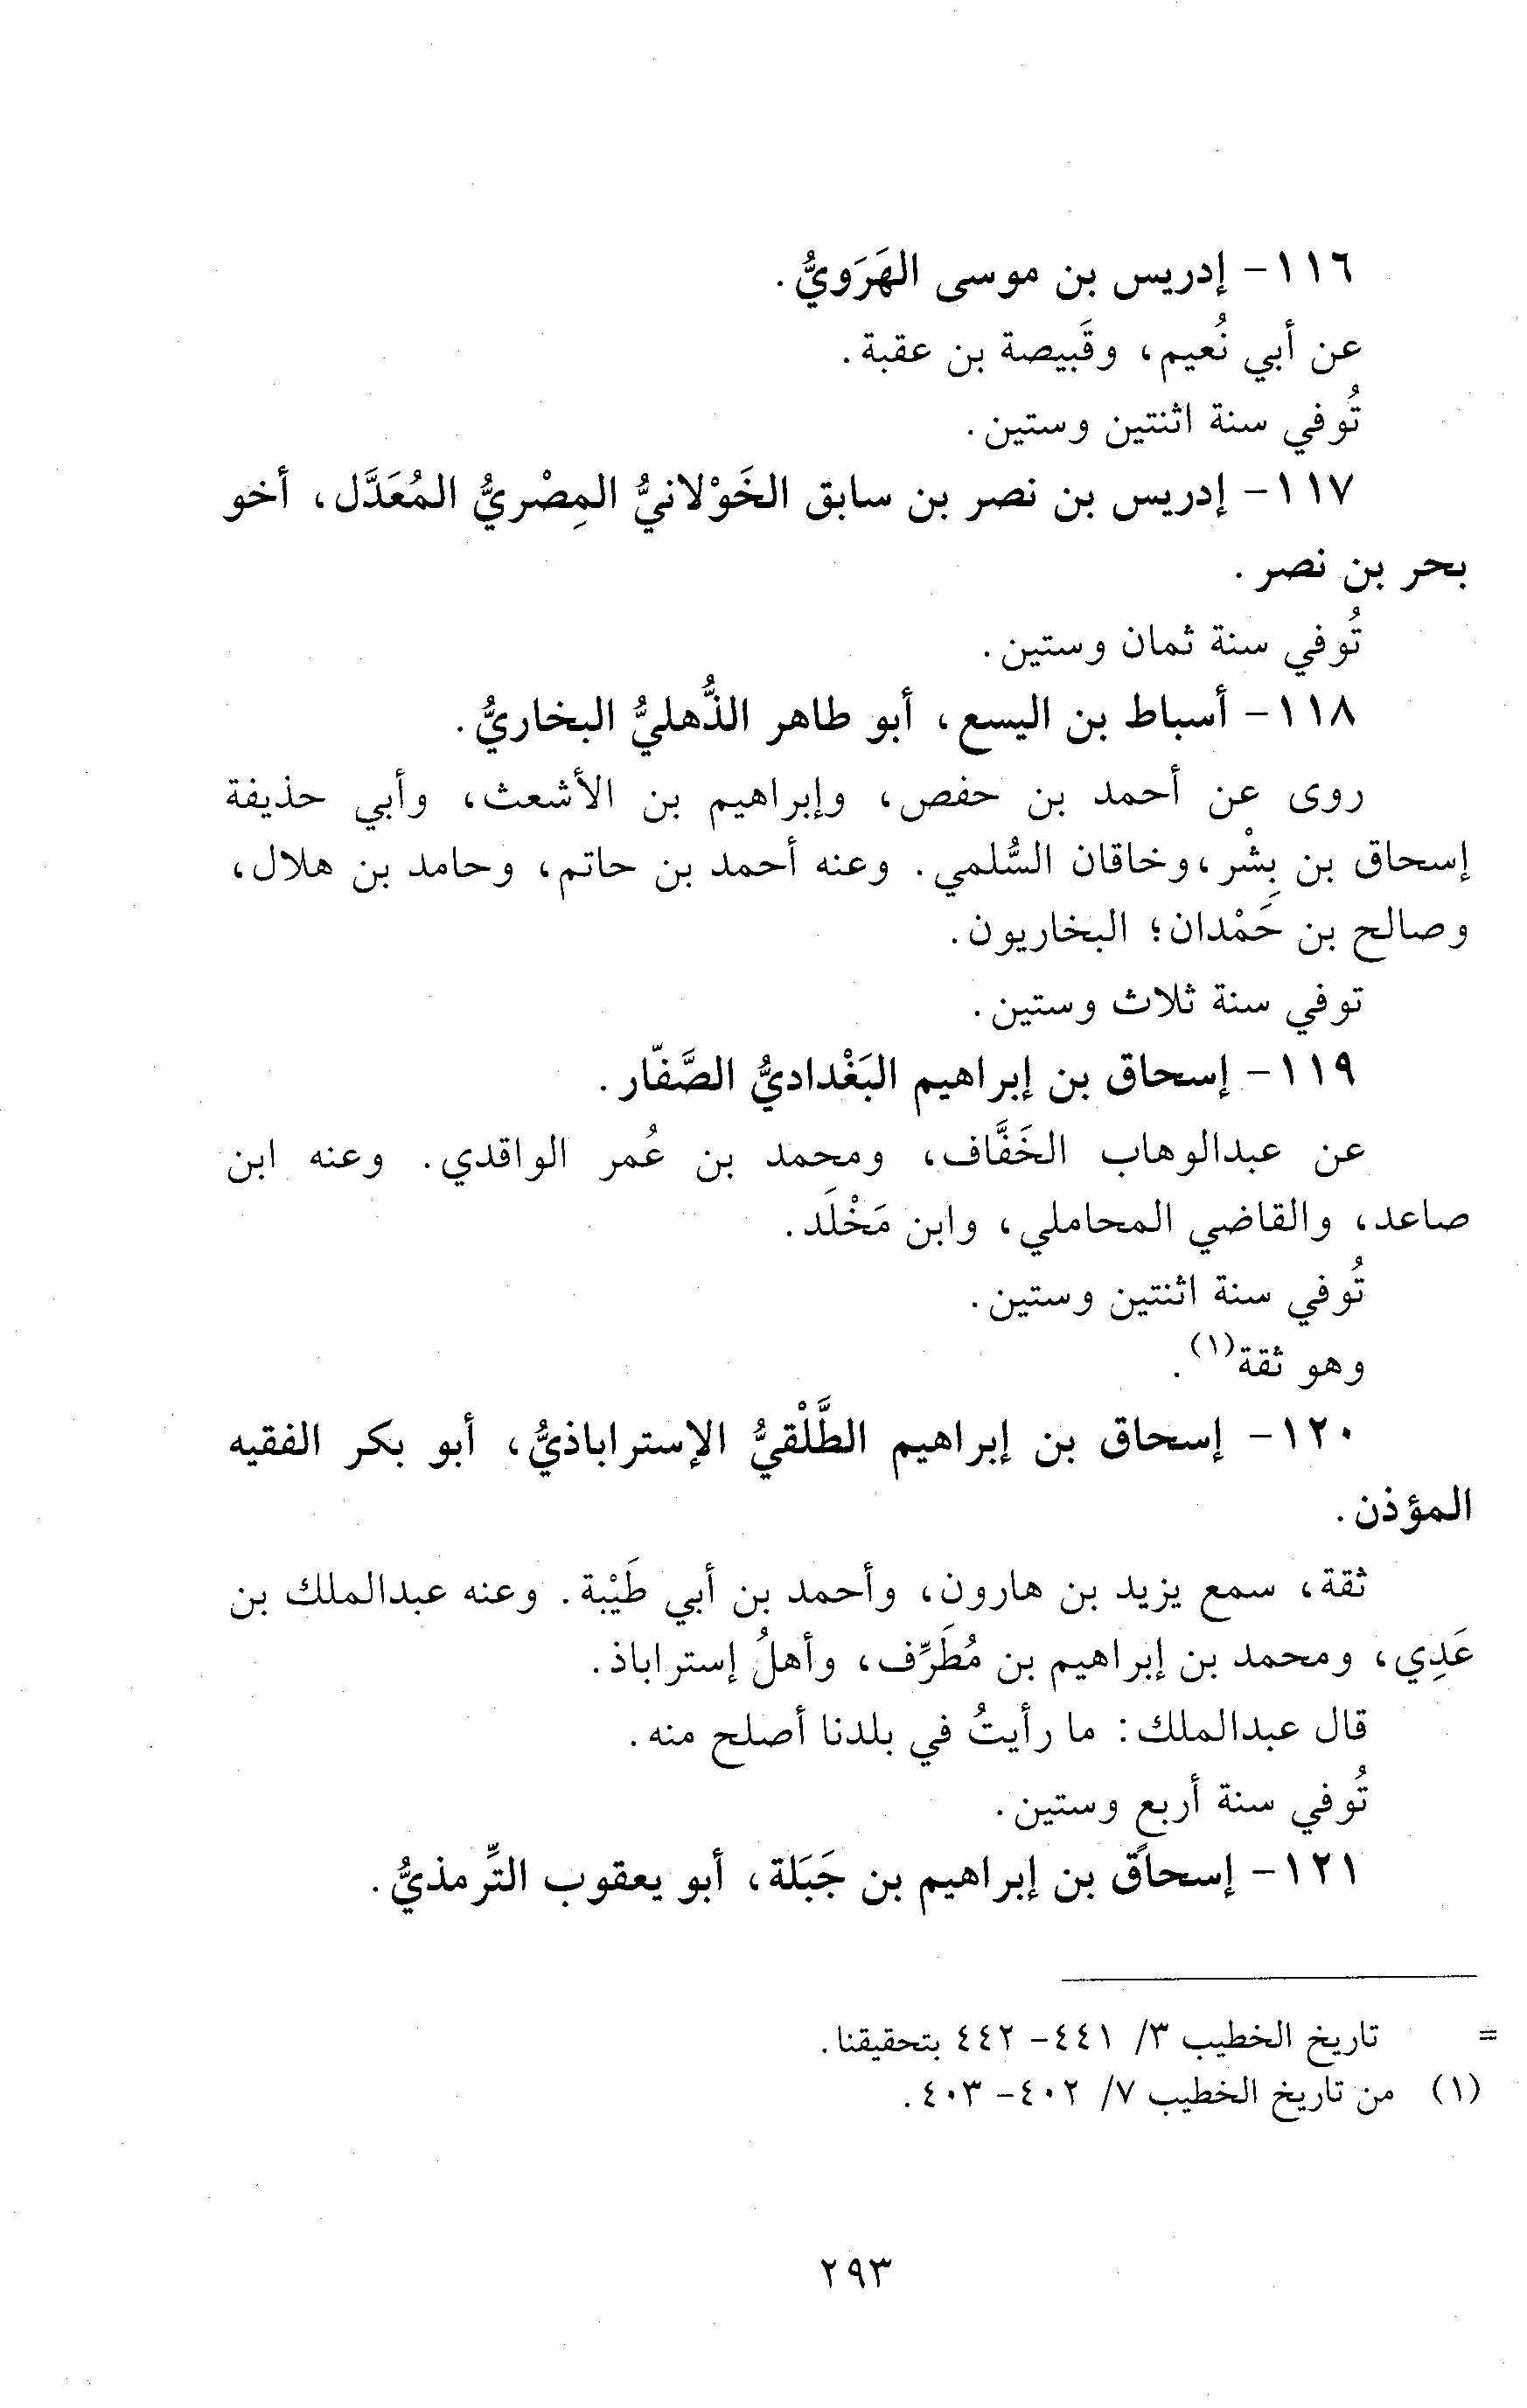 ١١٦- إدريس بن موسى الهَرَويُّ.
عن أبي نُعيم، وقَبيصة بن عقبة.
تُوفي سنة اثنتين وستين.
١١٧- إدريس بن نصر بن سابق الخَوْلانيُّ المِصْريُّ المُعَدَّل، أخو
بحر بن نصر.
تُوفي سنة ثمان وستين.
١١٨- أسباط بن اليسع، أبو طاهر الذُّهليُّ البخاريُّ.
روى عن أحمد بن حفص، وإبراهيم بن الأشعث، وأبي حذيفة
إسحاق بن بِشْر، وخاقان السُّلمي. وعنه أحمد بن حاتم، وحامد بن هلال،
وصالح بن حَمْدان؛ البخاريون.
توفي سنة ثلاث وستين.
١١٩- إسحاق بن إبراهيم البَغْداديُّ الصَّفّار.
عن عبدالوهاب الخَفَّاف، ومحمد بن عُمر الواقدي. وعنه ابن
صاعد، والقاضي المحاملي، وابن مَخْلَد.
تُوفي سنة اثنتين وستين.
وهو ثقة(١).
١٢٠- إسحاق بن إبراهيم الطَّلْقيُّ الإستراباذيُّ، أبو بكر الفقيه
المؤذن.
ثقة، سمع يزيد بن هارون، وأحمد بن أبي طَيْبة. وعنه عبدالملك بن
عَدِي، ومحمد بن إبراهيم بن مُطَرِّف، وأهلُ إستراباذ.
قال عبدالملك: ما رأيتُ في بلدنا أصلح منه.
تُوفي سنة أربع وستين.
١٢١- إسحاق بن إبراهيم بن جَبَلة، أبو يعقوب التِّرمذيُّ.
= تاريخ الخطيب ٣/ ٤٤١- ٤٤٢ بتحقيقنا.
(١) من تاريخ الخطيب ٧/ ٤٠٢- ٤٠٣.
٢٩٣